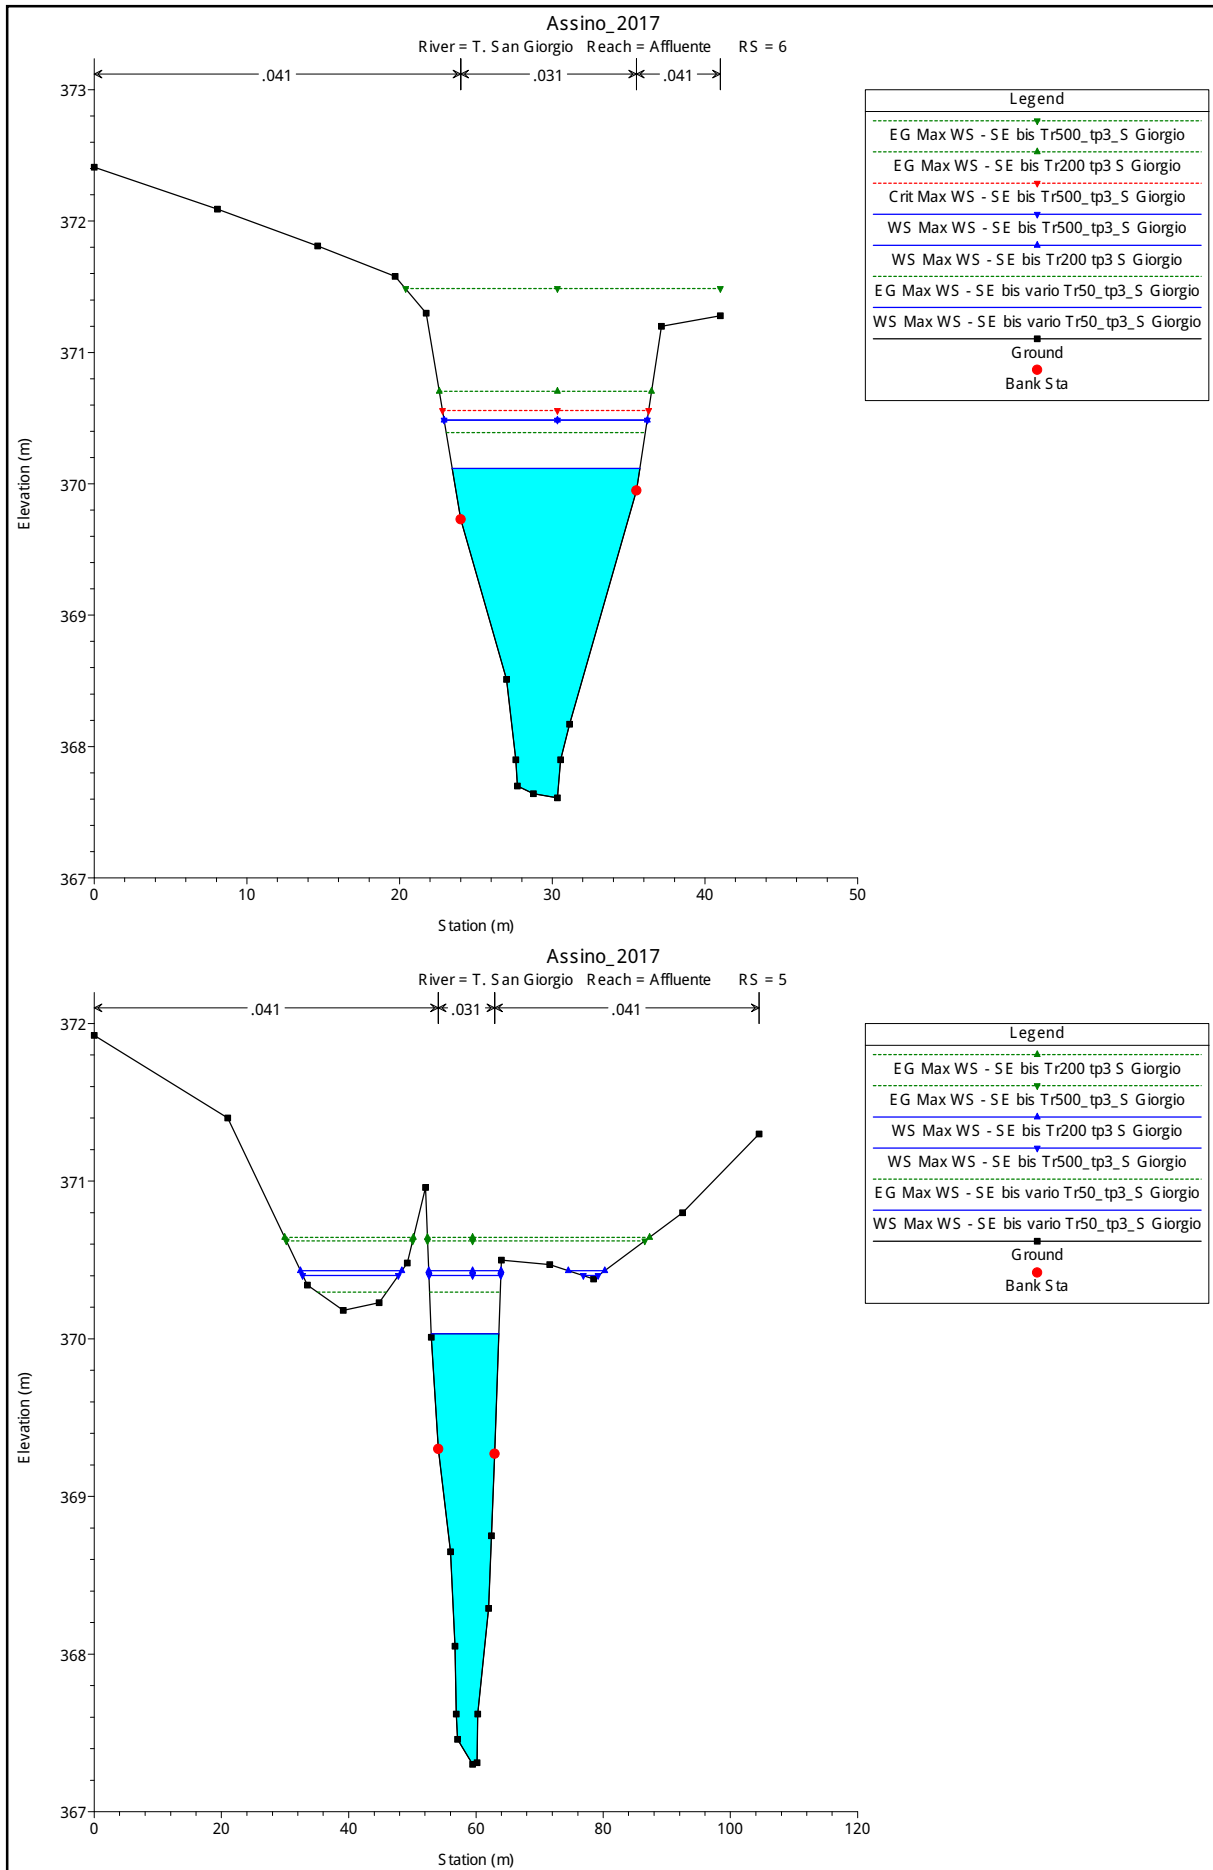 Assino_2017
River = T. San Giorgio   Reach = Affluente   RS = 6
.041
.031
.041
Legend
EG Max WS - SE bis Tr500_tp3_S Giorgio
EG Max WS - SE bis Tr200 tp3 S Giorgio
Crit Max WS - SE bis Tr500_tp3_S Giorgio
WS Max WS - SE bis Tr500_tp3_S Giorgio
WS Max WS - SE bis Tr200 tp3 S Giorgio
EG Max WS - SE bis vario Tr50_tp3_S Giorgio
WS Max WS - SE bis vario Tr50_tp3_S Giorgio
Ground
Bank Sta
373
372
371
370
369
368
367
Elevation (m)
0 10 20 30 40 50
Station (m)
Assino_2017
River = T. San Giorgio   Reach = Affluente   RS = 5
.041
.031
.041
Legend
EG Max WS - SE bis Tr200 tp3 S Giorgio
EG Max WS - SE bis Tr500_tp3_S Giorgio
WS Max WS - SE bis Tr200 tp3 S Giorgio
WS Max WS - SE bis Tr500_tp3_S Giorgio
EG Max WS - SE bis vario Tr50_tp3_S Giorgio
WS Max WS - SE bis vario Tr50_tp3_S Giorgio
Ground
Bank Sta
372
371
370
369
368
367
Elevation (m)
0 20 40 60 80 100 120
Station (m)